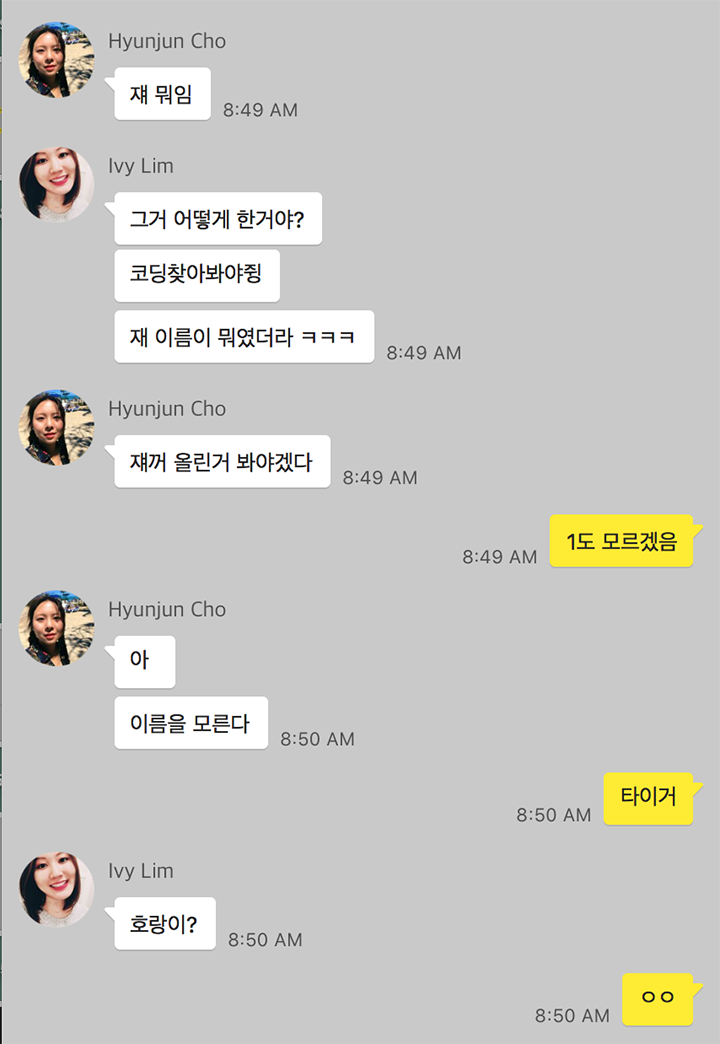 Hyunjun Cho
쟤 뭐임
8:49 AM
Ivy Lim
그거 어떻게 한거야?
코딩찾아봐야쥥
재 이름이 뭐였더라 ㅋㅋㅋ
8:49 AM
Hyunjun Cho
쟤꺼 올린거 봐야겠다
8:49 AM
1도 모르겠음
8:49 AM
Hyunjun Cho
아
이름을 모른다
8:50 AM
타이거
8:50 AM
Ivy Lim
호랑이?
8:50 AM
ㅇㅇ
8:50 AM